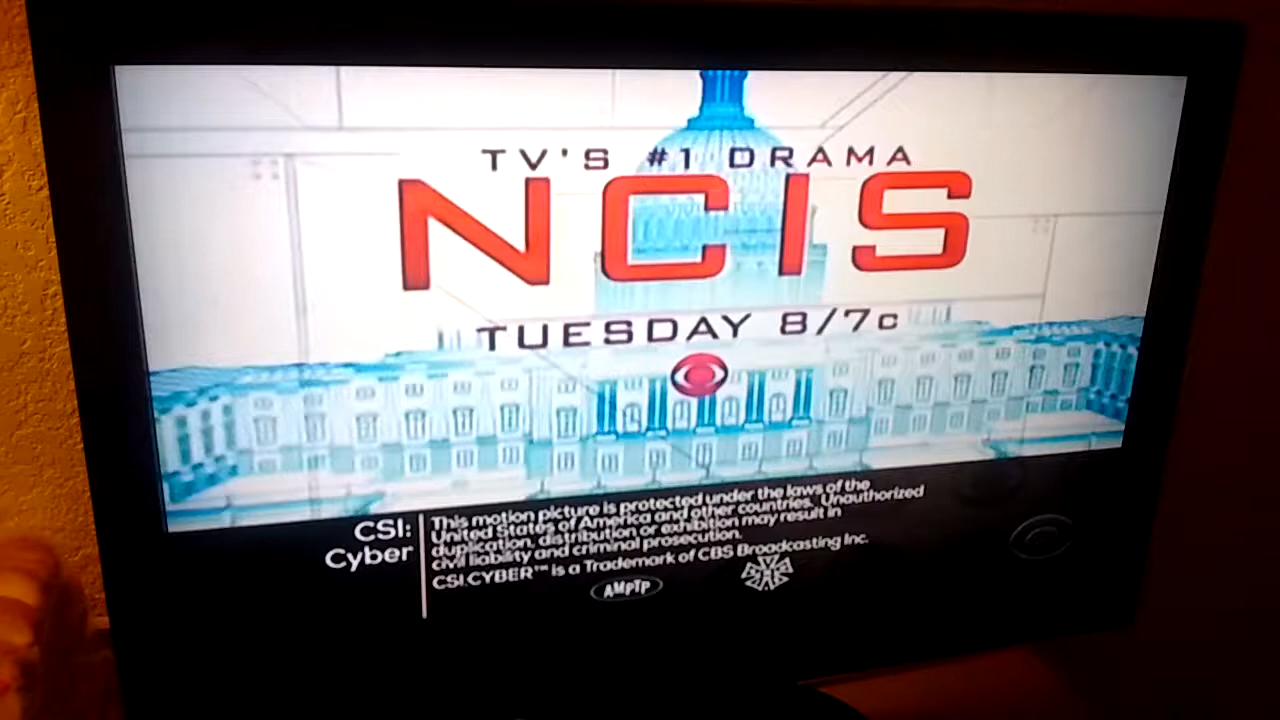 TV'S #1 DRAMA
NCIS
TUESDAY 8/7c
CSI:
Cyber
This motion picture is protected under the laws of the
United States of America and other countries. Unauthorized
duplication, distribution or exhibition may result in
civil liability and criminal prosecution.
CSI:CYBER™ is a Trademark of CBS Broadcasting Inc.
AMPTP